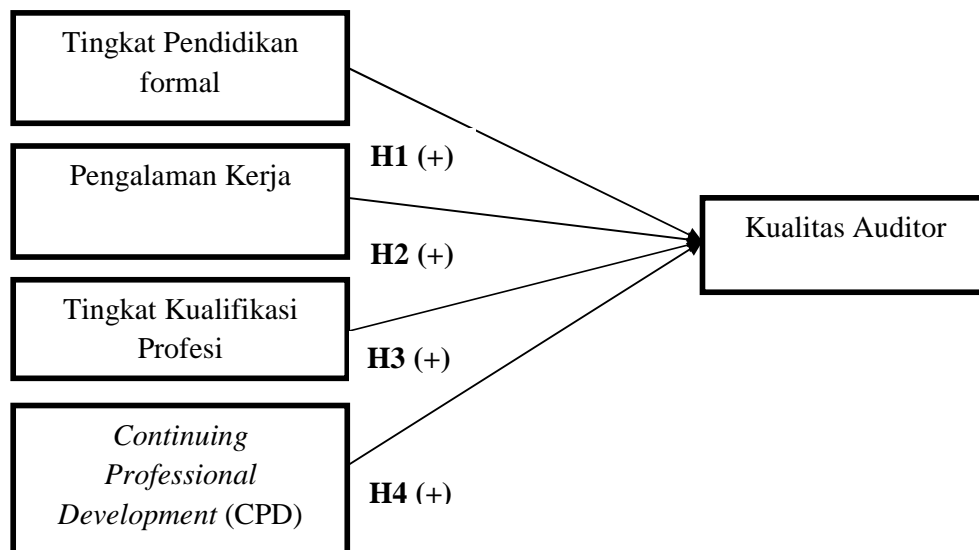 Tingkat Pendidikan
formal
H1 (+)
Pengalaman Kerja
H2 (+)
Tingkat Kualifikasi
Profesi
H3 (+)
Continuing
Professional
Development (CPD)
H4 (+)
Kualitas Auditor